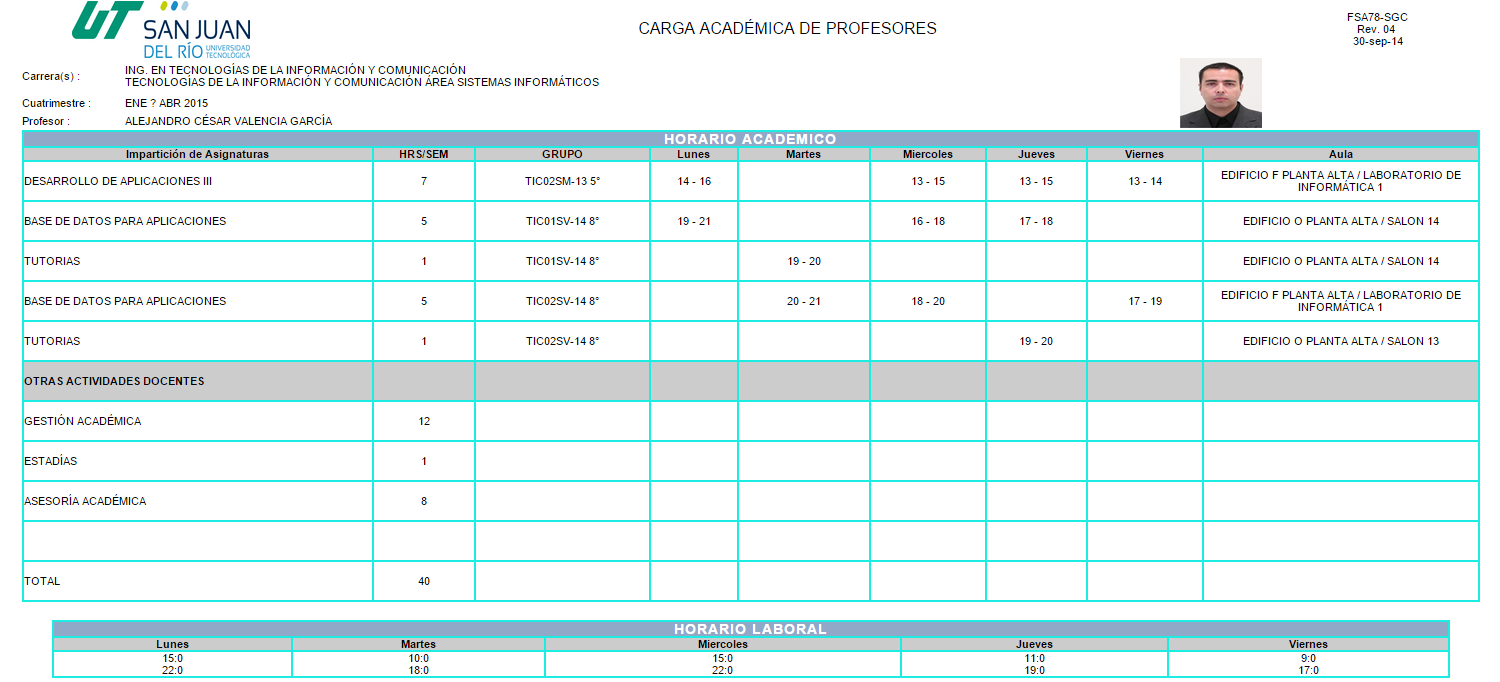 UT
SAN JUAN
DEL RÍO UNIVERSIDAD
TECNOLÓGICA
CARGA ACADÉMICA DE PROFESORES
FSA78-SGC
Rev. 04
30-sep-14
Carrera(s) :
ING. EN TECNOLOGÍAS DE LA INFORMACIÓN Y COMUNICACIÓN
TECNOLOGÍAS DE LA INFORMACIÓN Y COMUNICACIÓN ÁREA SISTEMAS INFORMÁTICOS
Cuatrimestre : ENE ? ABR 2015
Profesor : ALEJANDRO CÉSAR VALENCIA GARCÍA
HORARIO ACADEMICO
Impartición de Asignaturas HRS/SEM GRUPO Lunes Martes Miercoles Jueves Viernes Aula
DESARROLLO DE APLICACIONES III 7 TIC02SM-13 5° 14 - 16 13 - 15 13 - 15 13 - 14 EDIFICIO F PLANTA ALTA / LABORATORIO DE
INFORMÁTICA 1
BASE DE DATOS PARA APLICACIONES 5 TIC01SV-14 8° 19 - 21 16 - 18 17 - 18 EDIFICIO O PLANTA ALTA / SALON 14
TUTORIAS 1 TIC01SV-14 8° 19 - 20 EDIFICIO O PLANTA ALTA / SALON 14
BASE DE DATOS PARA APLICACIONES 5 TIC02SV-14 8° 20 - 21 18 - 20 17 - 19 EDIFICIO F PLANTA ALTA / LABORATORIO DE
INFORMÁTICA 1
TUTORIAS 1 TIC02SV-14 8° 19 - 20 EDIFICIO O PLANTA ALTA / SALON 13
OTRAS ACTIVIDADES DOCENTES
GESTIÓN ACADÉMICA 12
ESTADÍAS 1
ASESORÍA ACADÉMICA 8
TOTAL 40
HORARIO LABORAL
Lunes Martes Miercoles Jueves Viernes
15:0 10:0 15:0 11:0 9:0
22:0 18:0 22:0 19:0 17:0